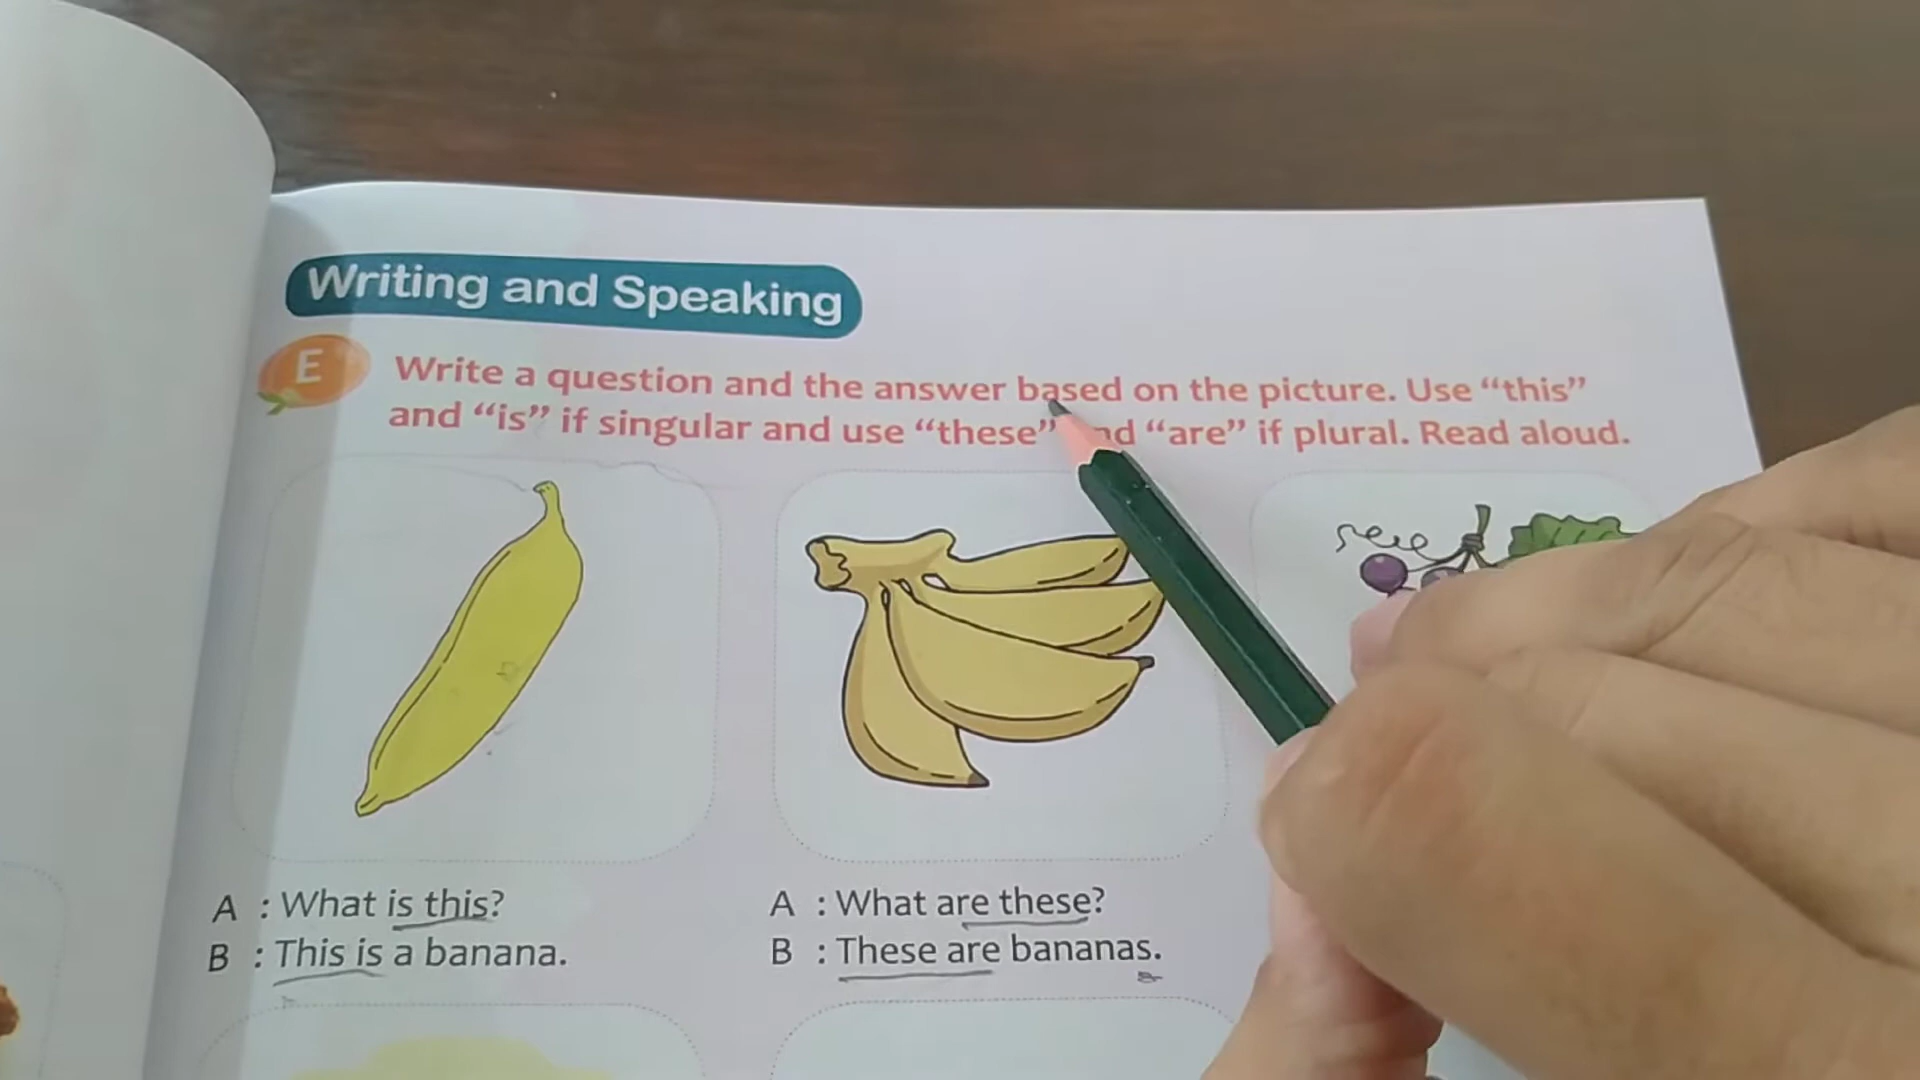 Writing and Speaking
E
Write a question and the answer based on the picture. Use “this”
and “is” if singular and use “these” “are” if plural. Read aloud.
A : What is this?
B : This is a banana.
A : What are these?
B : These are bananas.